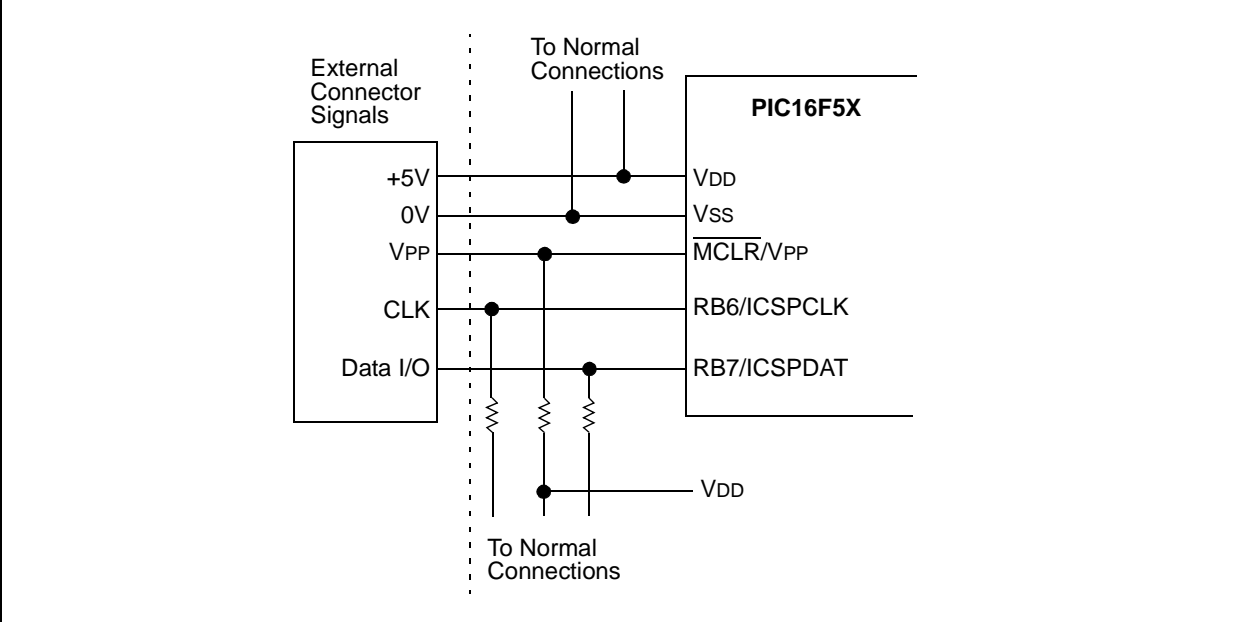 To Normal
Connections
External
Connector
Signals
PIC16F5X
+5V
VDD
0V
VSS
VPP
MCLR/VPP
CLK
RB6/ICSPCLK
Data I/O
RB7/ICSPDAT
VDD
To Normal
Connections